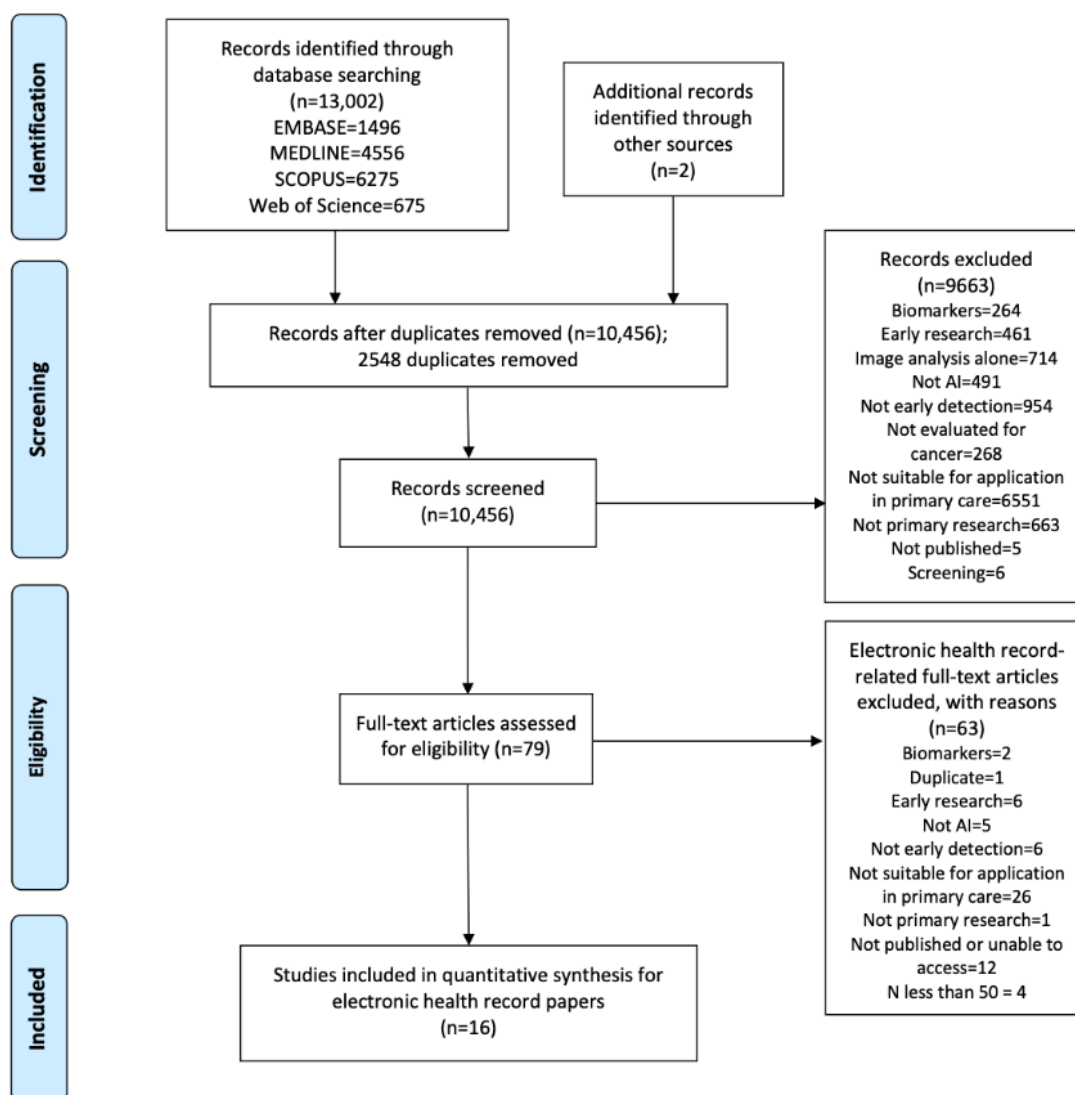 Identification
Records identified through
database searching
(n=13,002)
EMBASE=1496
MEDLINE=4556
SCOPUS=6275
Web of Science=675
Additional records
identified through
other sources
(n=2)
Screening
Records after duplicates removed (n=10,456);
2548 duplicates removed
Records screened
(n=10,456)
Records excluded
(n=9663)
Biomarkers=264
Early research=461
Image analysis alone=714
Not AI=491
Not early detection=954
Not evaluated for
cancer=268
Not suitable for application
in primary care=6551
Not primary research=663
Not published=5
Screening=6
Eligibility
Full-text articles assessed
for eligibility (n=79)
Electronic health record-
related full-text articles
excluded, with reasons
(n=63)
Biomarkers=2
Duplicate=1
Early research=6
Not AI=5
Not early detection=6
Not suitable for application
in primary care=26
Not primary research=1
Not published or unable to
access=12
N less than 50 = 4
Included
Studies included in quantitative synthesis for
electronic health record papers
(n=16)